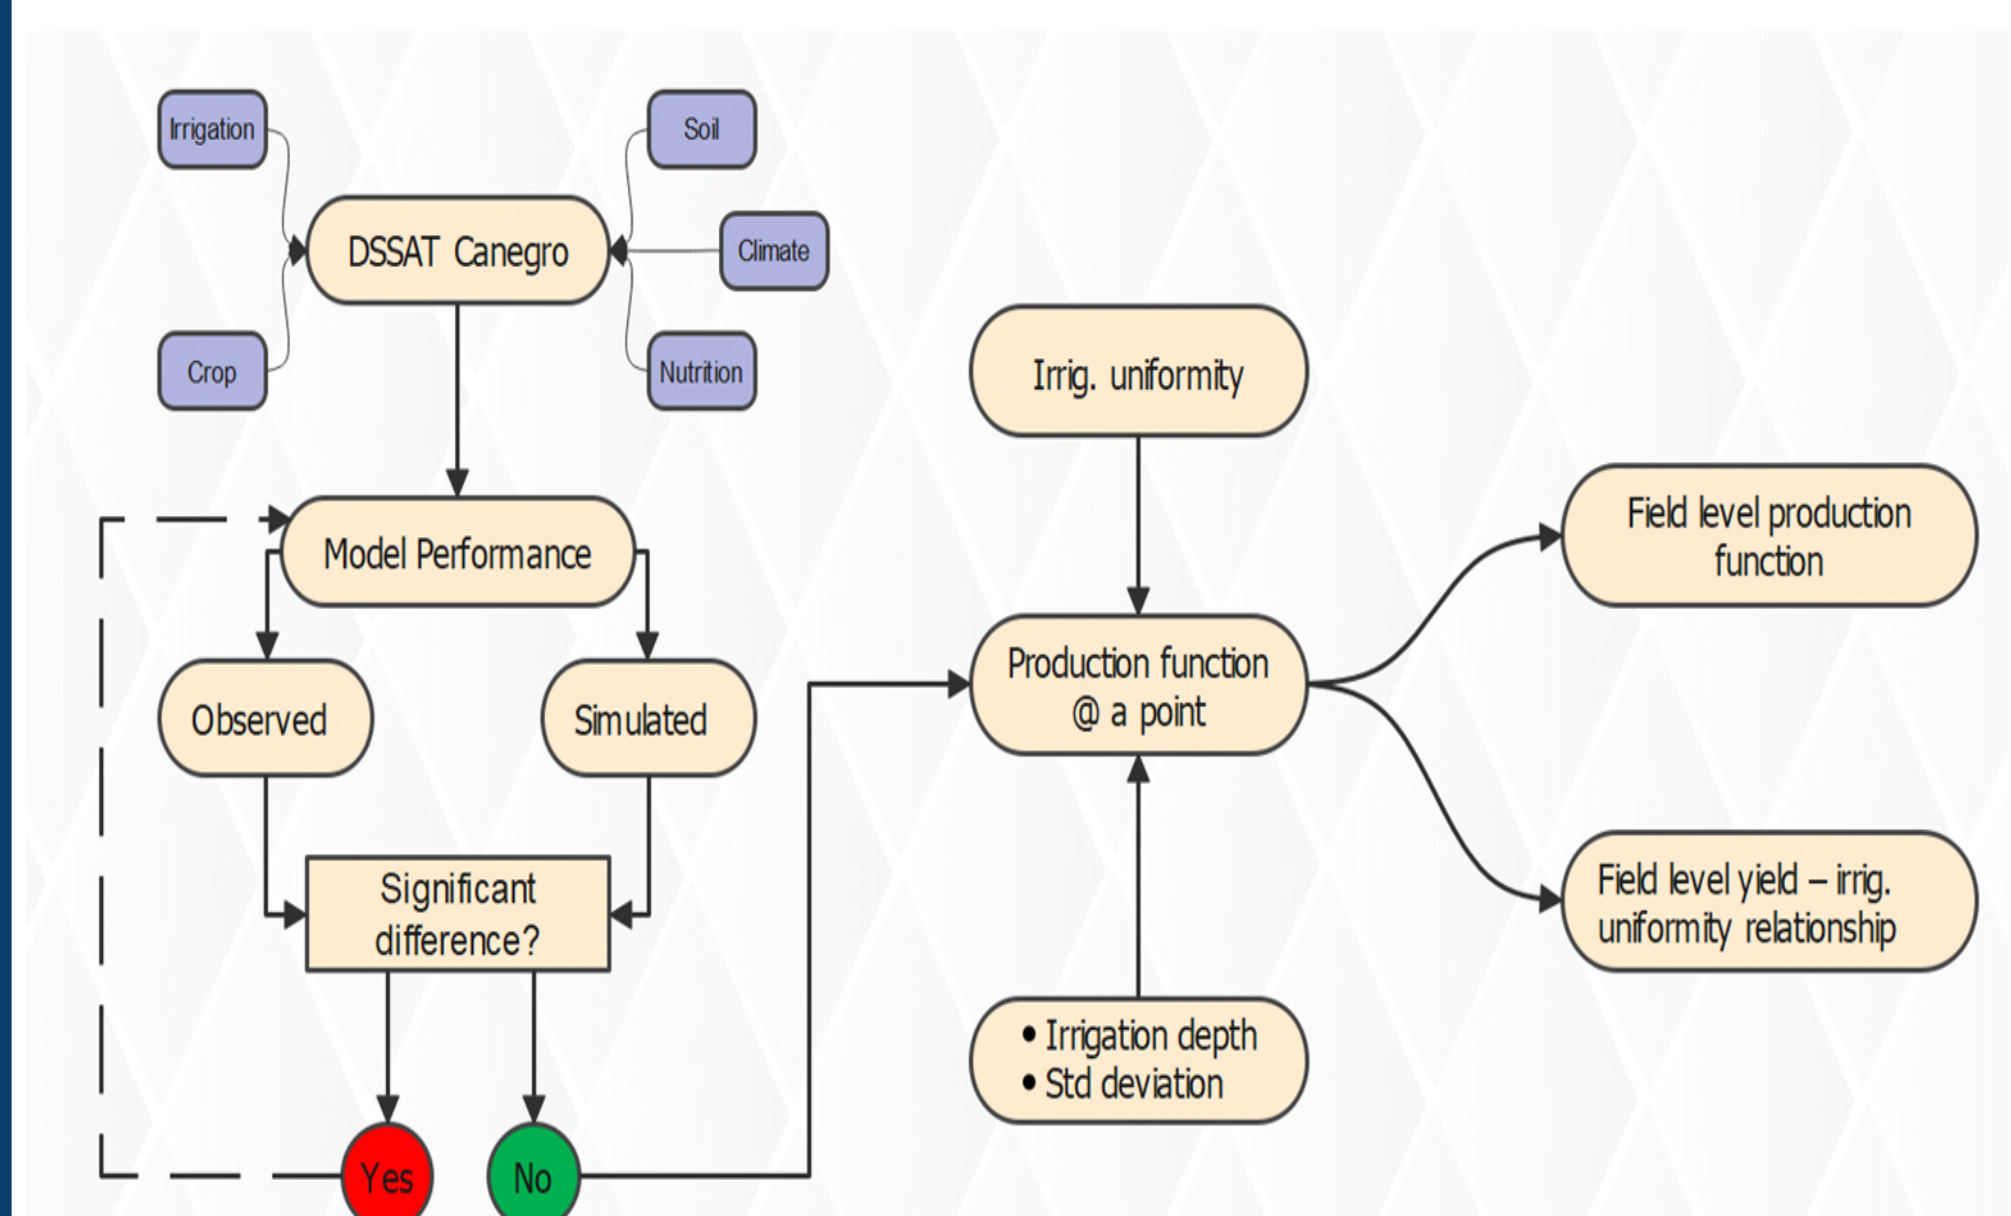 Irrigation
Soil
DSSAT Canegro
Climate
Crop
Nutrition
Model Performance
Observed
Simulated
Significant
difference?
Yes
No
Irrig. uniformity
Production function
@ a point
• Irrigation depth
• Std deviation
Field level production
function
Field level yield – irrig.
uniformity relationship